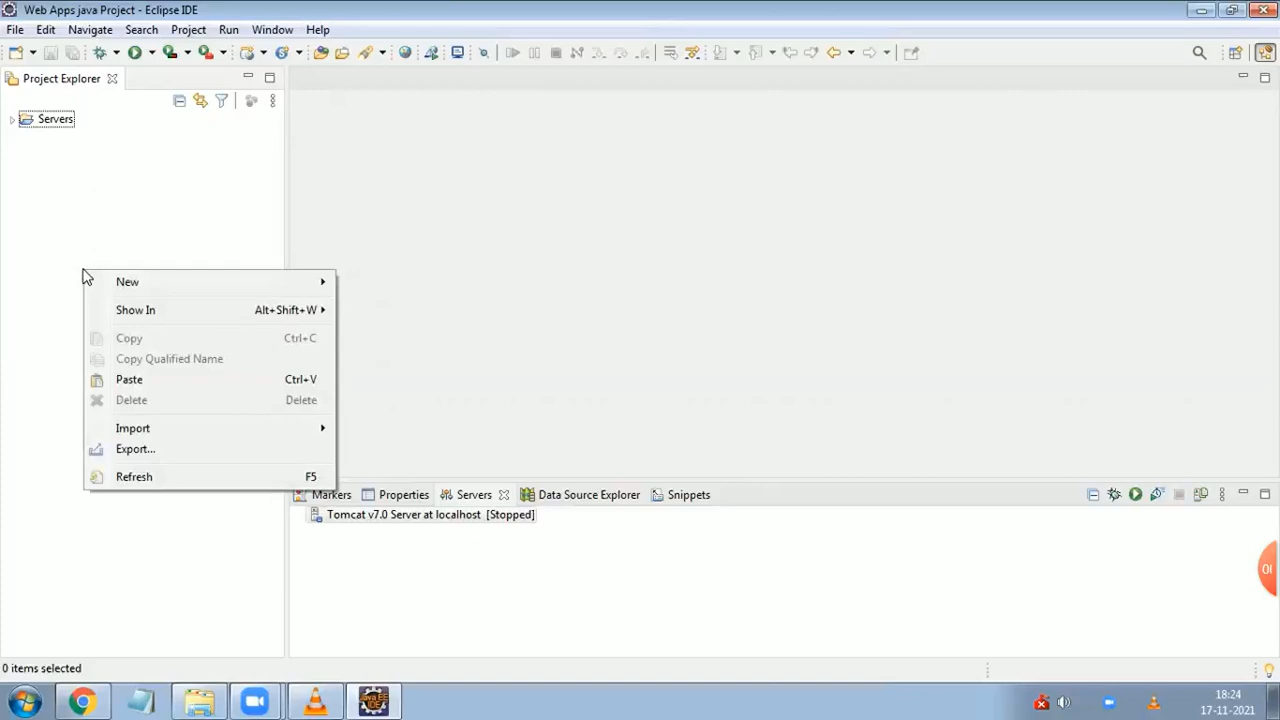 Web Apps java Project - Eclipse IDE
File Edit Navigate Search Project Run Window Help
Project Explorer
Servers
New
Show In Alt+Shift+W
Copy Ctrl+C
Copy Qualified Name
Paste Ctrl+V
Delete Delete
Import
Export...
Refresh F5
Markers Properties Servers Data Source Explorer Snippets
Tomcat v7.0 Server at localhost [Stopped]
0 items selected
18:24
17-11-2021